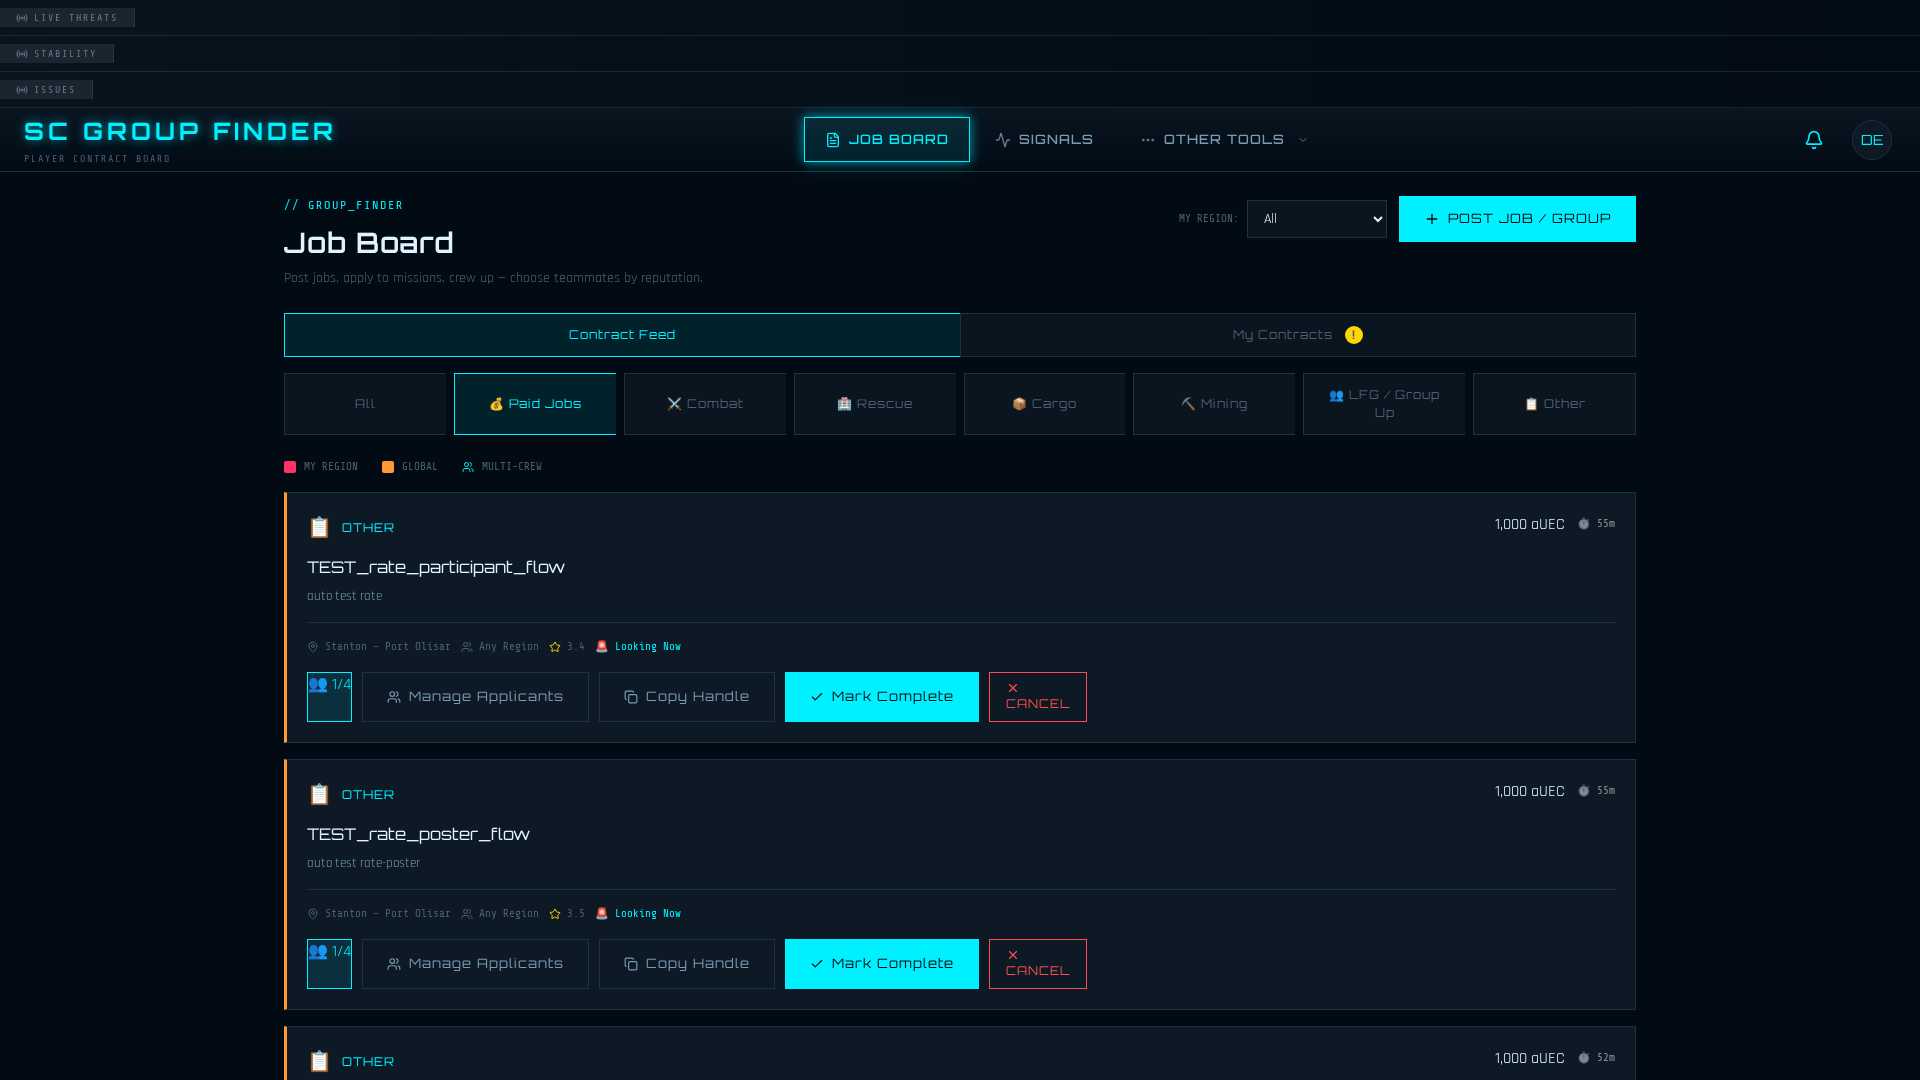 LIVE THREATS
STABILITY
ISSUES
SC GROUP FINDER
PLAYER CONTRACT BOARD
JOB BOARD
SIGNALS
OTHER TOOLS
DE
// GROUP_FINDER
Job Board
Post jobs, apply to missions, crew up — choose teammates by reputation.
MY REGION:
All
+ POST JOB / GROUP
Contract Feed
My Contracts !
All
💰 Paid Jobs
⚔️ Combat
🏥 Rescue
📦 Cargo
⛏️ Mining
👥 LFG / Group
Up
📋 Other
MY REGION
GLOBAL
MULTI-CREW
📋 OTHER
1,000 aUEC
55m
TEST_rate_participant_flow
auto test rate
Stanton — Port Olisar
Any Region
3.4
🚨 Looking Now
👥 1/4
Manage Applicants
Copy Handle
✓ Mark Complete
✕
CANCEL
📋 OTHER
1,000 aUEC
55m
TEST_rate_poster_flow
auto test rate-poster
Stanton — Port Olisar
Any Region
3.5
🚨 Looking Now
👥 1/4
Manage Applicants
Copy Handle
✓ Mark Complete
✕
CANCEL
📋 OTHER
1,000 aUEC
52m